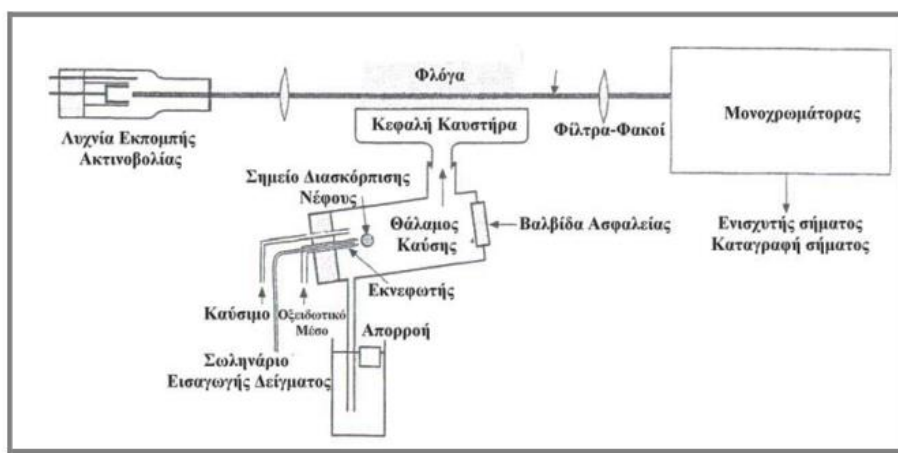 Φλόγα
Λυχνία Εκπομπής
Ακτινοβολίας
Κεφαλή Καυστήρα
Φίλτρα-Φακοί
Μονοχρωμάτορας
Σημείο Διασκόρπισης
Νέφους
Θάλαμος
Καύσης
Βαλβίδα Ασφαλείας
Ενισχυτής σήματος
Καταγραφή σήματος
Εκνεφωτής
Καύσιμο
Οξειδωτικό
Μέσο
Απορροή
Σωληνάριο
Εισαγωγής Δείγματος